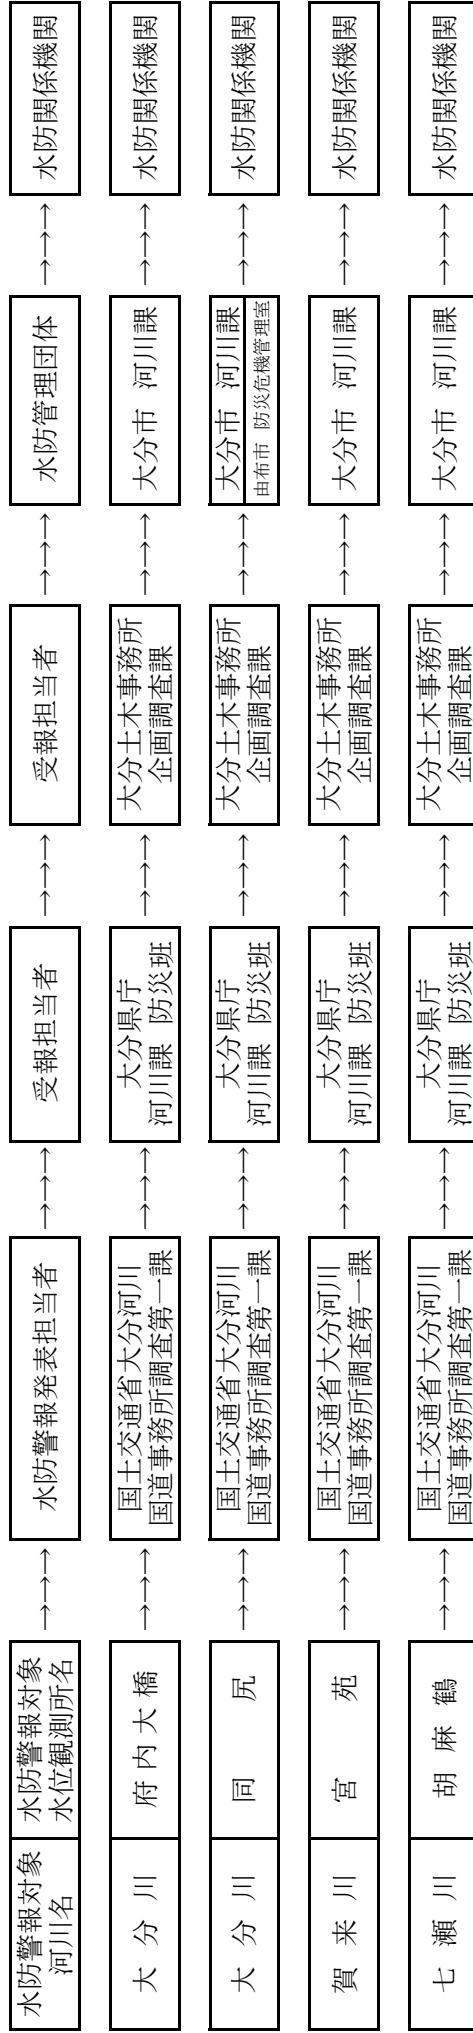 水防警報対象
河川名
水防警報対象
水位観測所名
→→→
水防警報発表担当者
→→→
受報担当者
→→→
受報担当者
→→→
水防管理団体
→→→
水防関係機関
大分川
府内大橋
→→→
国土交通省大分河川
国道事務所調査第一課
→→→
大分県庁
河川課 防災班
→→→
大分土木事務所
企画調査課
→→→
大分市 河川課
→→→
水防関係機関
大分川
同尻
→→→
国土交通省大分河川
国道事務所調査第一課
→→→
大分県庁
河川課 防災班
→→→
大分土木事務所
企画調査課
→→→
大分市 河川課
由布市 防災危機管理室
→→→
水防関係機関
賀来川
宮苑
→→→
国土交通省大分河川
国道事務所調査第一課
→→→
大分県庁
河川課 防災班
→→→
大分土木事務所
企画調査課
→→→
大分市 河川課
→→→
水防関係機関
七瀬川
胡麻鶴
→→→
国土交通省大分河川
国道事務所調査第一課
→→→
大分県庁
河川課 防災班
→→→
大分土木事務所
企画調査課
→→→
大分市 河川課
→→→
水防関係機関